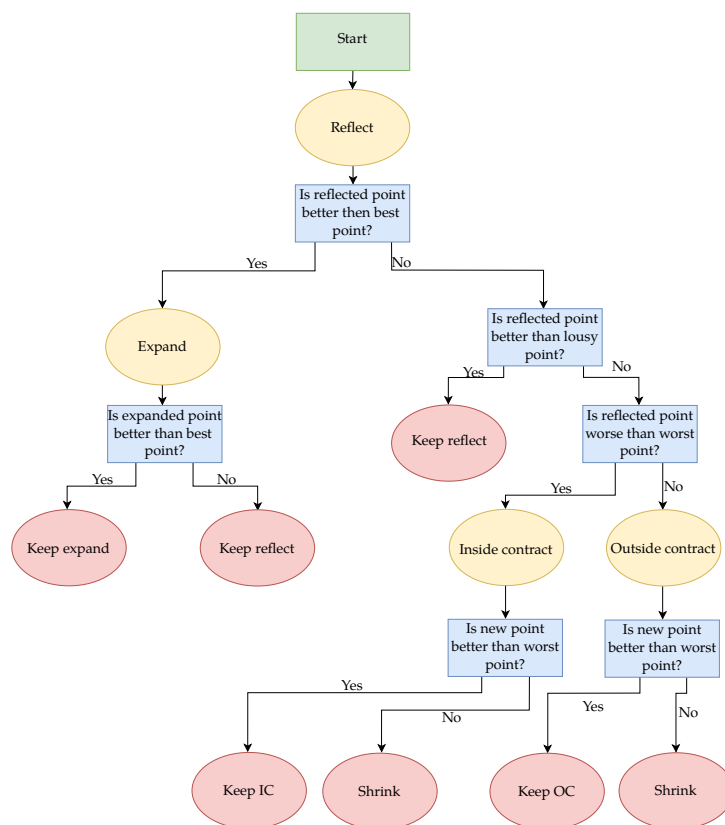 Start
Reflect
Is reflected point
better then best
point?
Yes
No
Expand
Is reflected point
better than lousy
point?
Yes
No
Is expanded point
better than best
point?
Keep reflect
Is reflected point
worse than worst
point?
Yes
No
Yes
No
Keep expand
Keep reflect
Inside contract
Outside contract
Is new point
better than worst
point?
Is new point
better than worst
point?
Yes
No
Yes
No
Keep IC
Shrink
Keep OC
Shrink